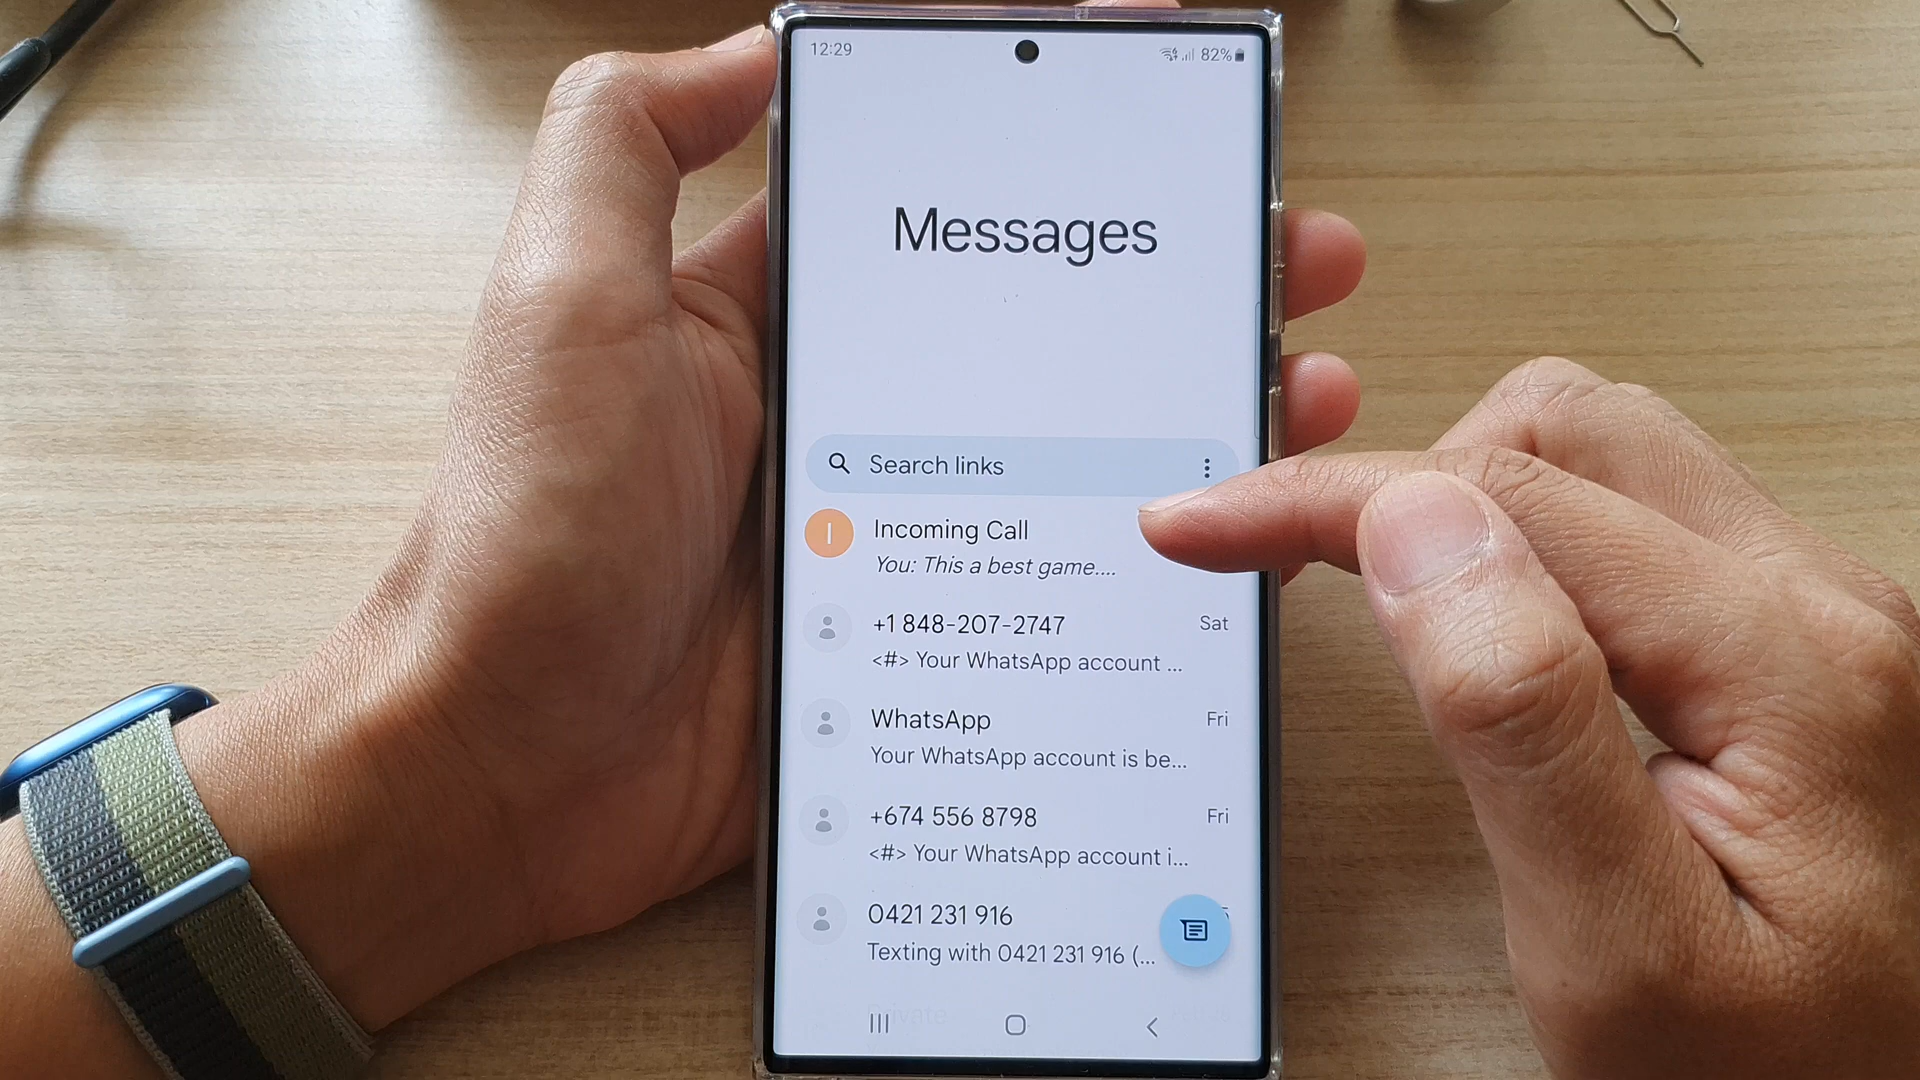 12:29
82%
Messages
Search links
I
Incoming Call
You: This a best game....
+1 848-207-2747
Sat
<#> Your WhatsApp account ...
WhatsApp
Fri
Your WhatsApp account is be...
+674 556 8798
Fri
<#> Your WhatsApp account i...
0421 231 916
Texting with 0421 231 916 (...
Private